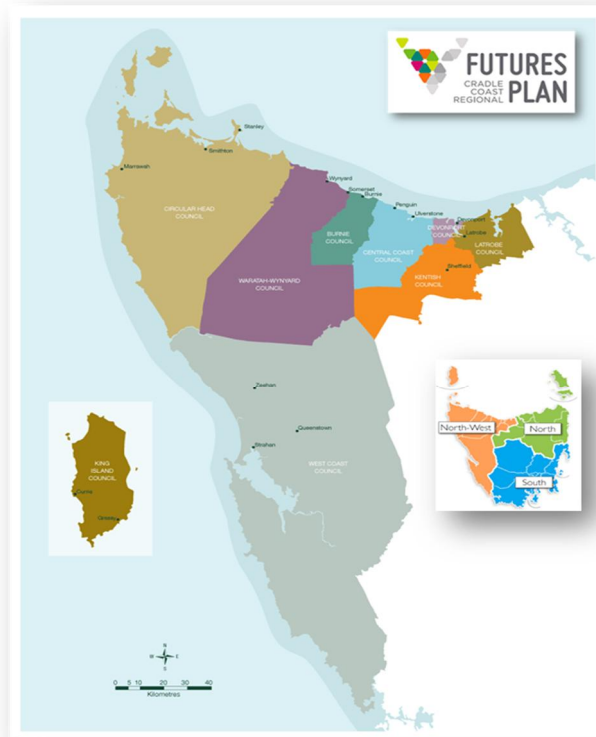 FUTURES
CRADLE
COAST
REGIONAL
PLAN
Stanley
Smithton
Marrawah
CIRCULAR HEAD
COUNCIL
Wynyard
Somerset
Burnie
Penguin
Ulverstone
Devonport
DEVONPORT
COUNCIL
Latrobe
LATROBE
COUNCIL
BURNIE
COUNCIL
CENTRAL COAST
COUNCIL
Sheffield
KENTISH
COUNCIL
WARATAH-WYNYARD
COUNCIL
Zeehan
Queenstown
Strahan
WEST COAST
COUNCIL
KING
ISLAND
COUNCIL
Currie
Grassy
North-West
North
South
N
W E
S
0 5 10 20 30 40
Kilometres